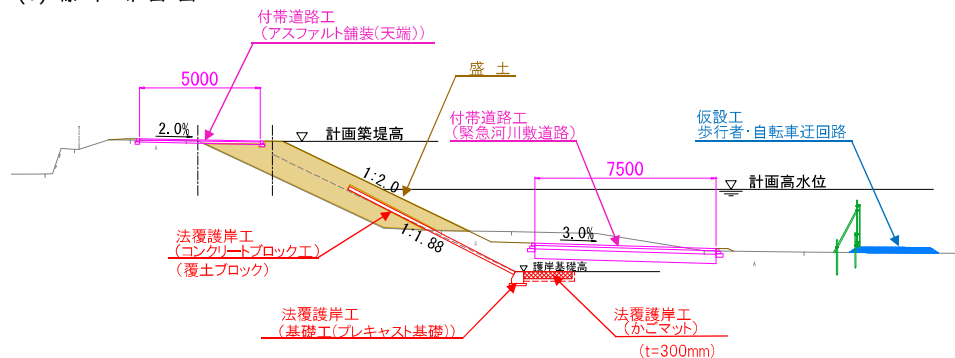 付帯道路工
(アスファルト舗装(天端))
5000
2.0%
計画築堤高
盛 土
付帯道路工
(緊急河川敷道路)
仮設工
歩行者・自転車迂回路
7500
計画高水位
1:2.0
1:1.88
3.0%
法覆護岸工
(コンクリートブロック工)
(覆土ブロック)
護岸基礎高
法覆護岸工
(基礎工(プレキャスト基礎))
法覆護岸工
(かごマット)
(t=300mm)